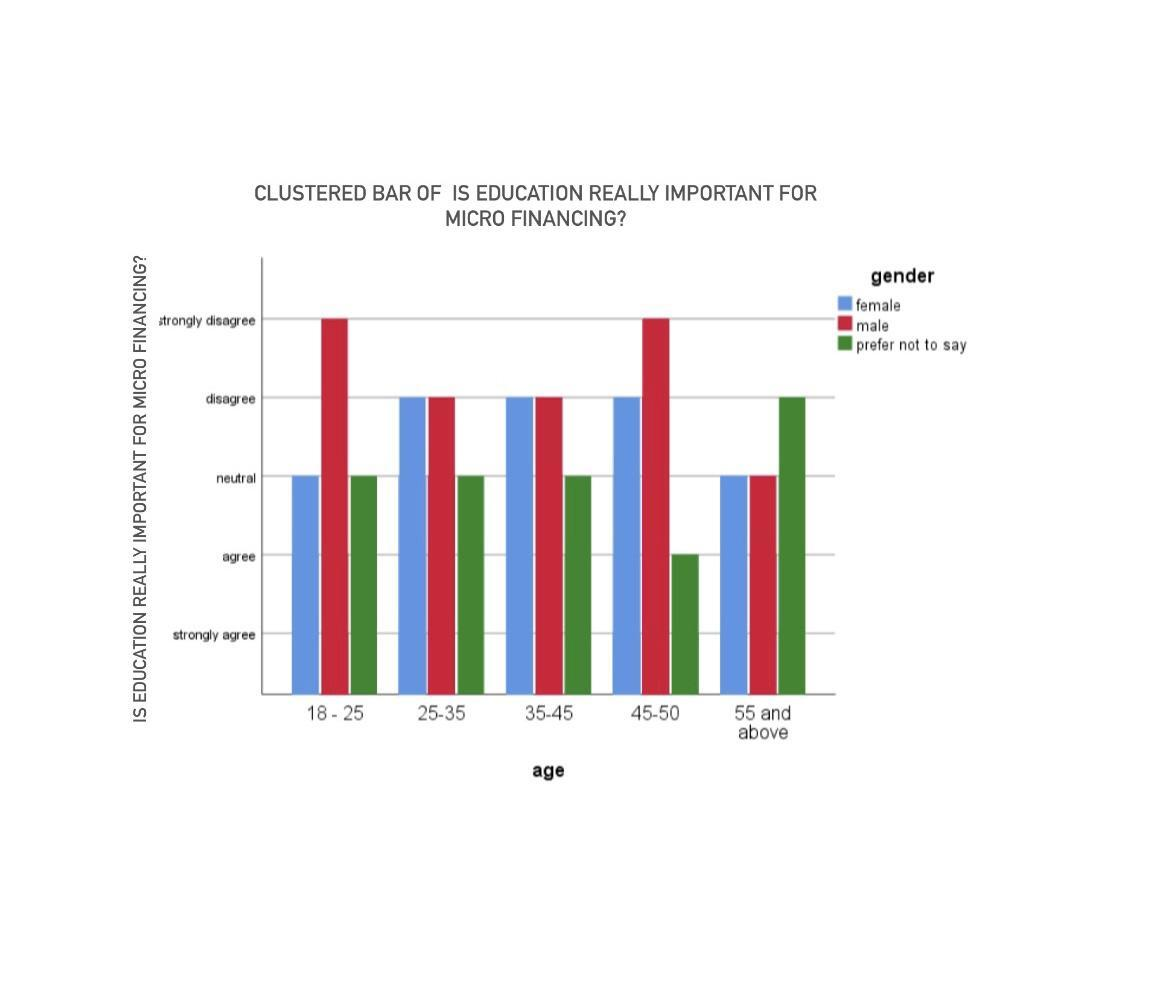 CLUSTERED BAR OF IS EDUCATION REALLY IMPORTANT FOR
MICRO FINANCING?
IS EDUCATION REALLY IMPORTANT FOR MICRO FINANCING?
gender
female
male
prefer not to say
trongly disagree
disagree
neutral
agree
strongly agree
18 - 25
25-35
35-45
45-50
55 and
above
age